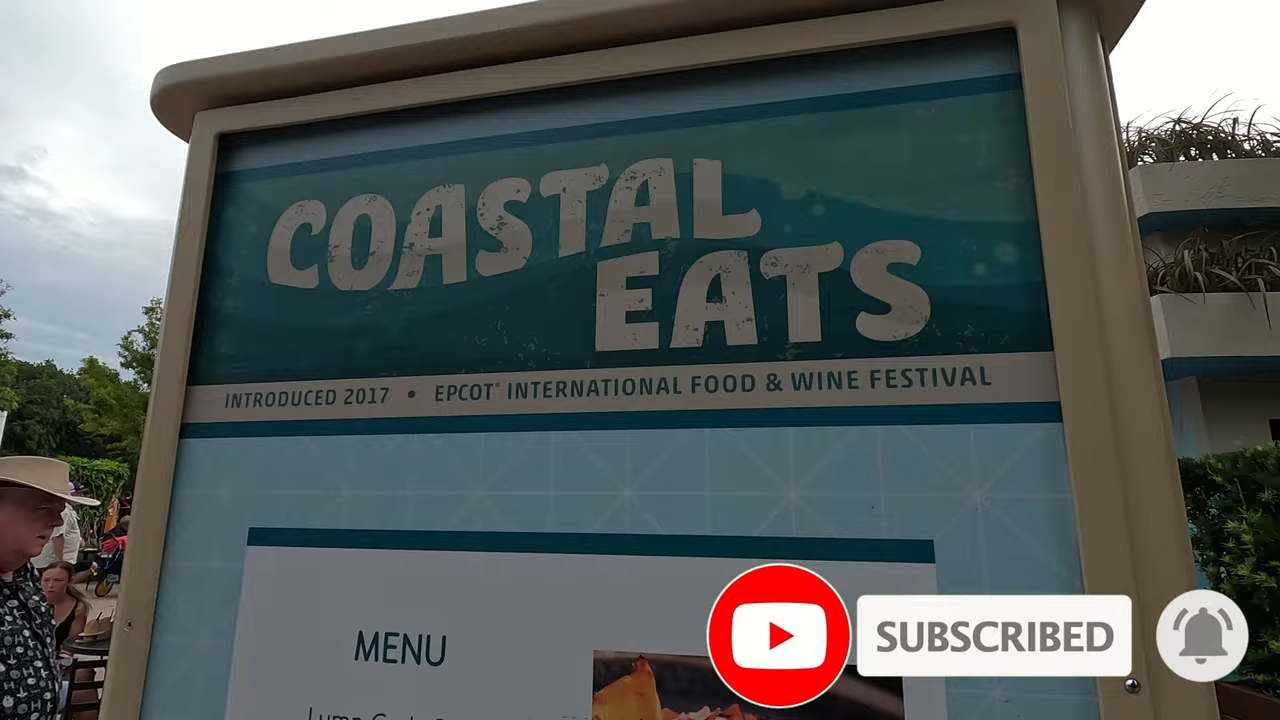 COASTAL
EATS
INTRODUCED 2017 • EPCOT® INTERNATIONAL FOOD & WINE FESTIVAL
MENU
SUBSCRIBED